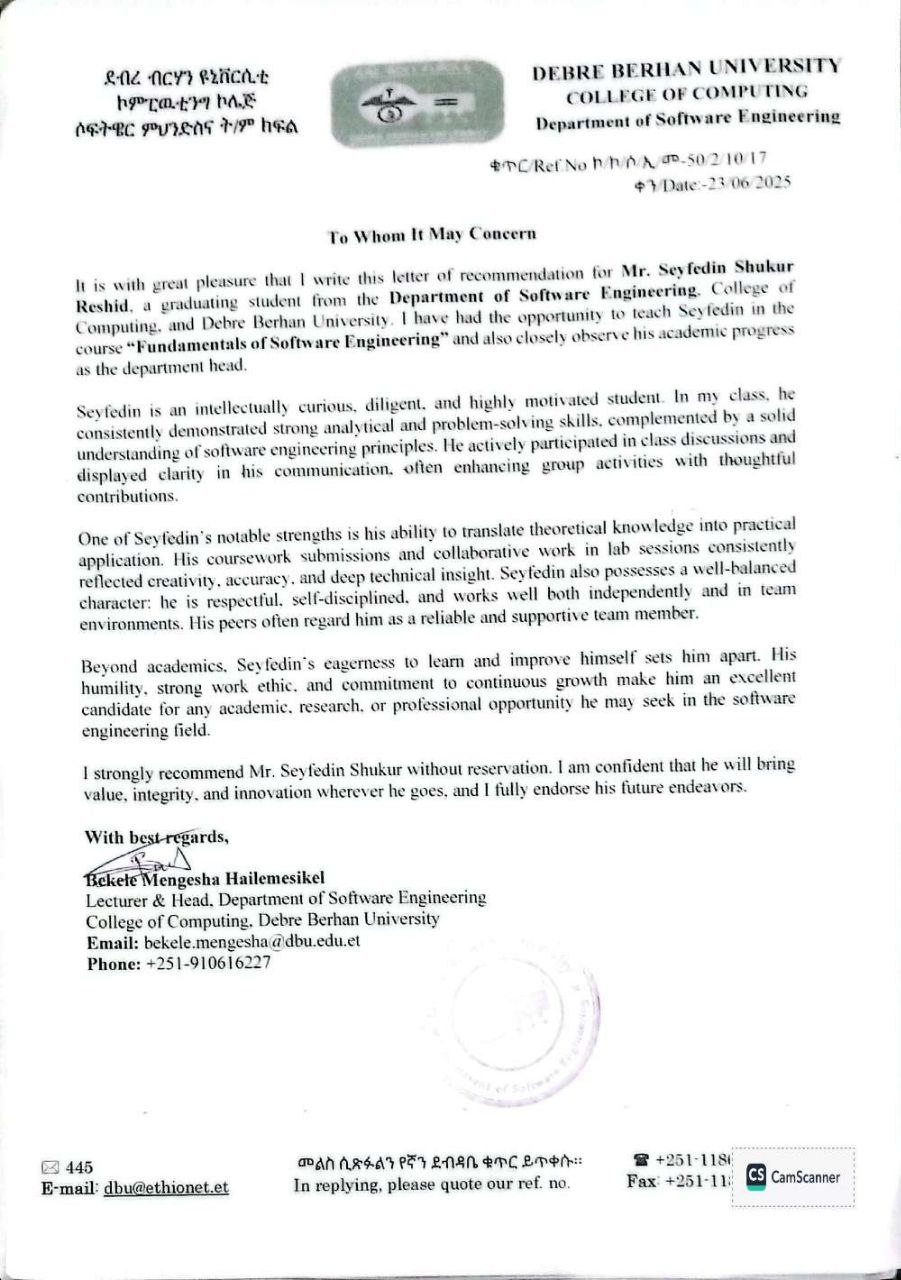 ደብረ ብርሃን ዩኒቨርሲቲ
ኮምፒዉቲንግ ኮሌጅ
ሶፍትዌር ምህንድስና ት/ም ክፍል
DEBRE BERHAN UNIVERSITY
COLLEGE OF COMPUTING
Department of Software Engineering
ቁጥር/Ref.No ኮ/ኮ/ሶ/ኢ/መ-50/2/10/17
ቀን/Date:-23/06/2025
To Whom It May Concern
It is with great pleasure that I write this letter of recommendation for Mr. Seyfedin Shukur
Reshid, a graduating student from the Department of Software Engineering, College of
Computing, and Debre Berhan University. I have had the opportunity to teach Seyfedin in the
course “Fundamentals of Software Engineering” and also closely observe his academic progress
as the department head.
Seyfedin is an intellectually curious, diligent, and highly motivated student. In my class, he
consistently demonstrated strong analytical and problem-solving skills, complemented by a solid
understanding of software engineering principles. He actively participated in class discussions and
displayed clarity in his communication, often enhancing group activities with thoughtful
contributions.
One of Seyfedin's notable strengths is his ability to translate theoretical knowledge into practical
application. His coursework submissions and collaborative work in lab sessions consistently
reflected creativity, accuracy, and deep technical insight. Seyfedin also possesses a well-balanced
character: he is respectful, self-disciplined, and works well both independently and in team
environments. His peers often regard him as a reliable and supportive team member.
Beyond academics, Seyfedin's eagerness to learn and improve himself sets him apart. His
humility, strong work ethic, and commitment to continuous growth make him an excellent
candidate for any academic, research, or professional opportunity he may seek in the software
engineering field.
I strongly recommend Mr. Seyfedin Shukur without reservation. I am confident that he will bring
value, integrity, and innovation wherever he goes, and I fully endorse his future endeavors.
With best regards,
Bekele Mengesha Hailemesikel
Lecturer & Head, Department of Software Engineering
College of Computing, Debre Berhan University
Email: bekele.mengesha@dbu.edu.et
Phone: +251-910616227
of Software Engineering
445
E-mail: dbu@ethionet.et
መልስ ሲጽፉልን የኛን ደብዳቤ ቁጥር ይጥቀሱ።
In replying, please quote our ref. no.
+251-118
Fax: +251-11
CS CamScanner